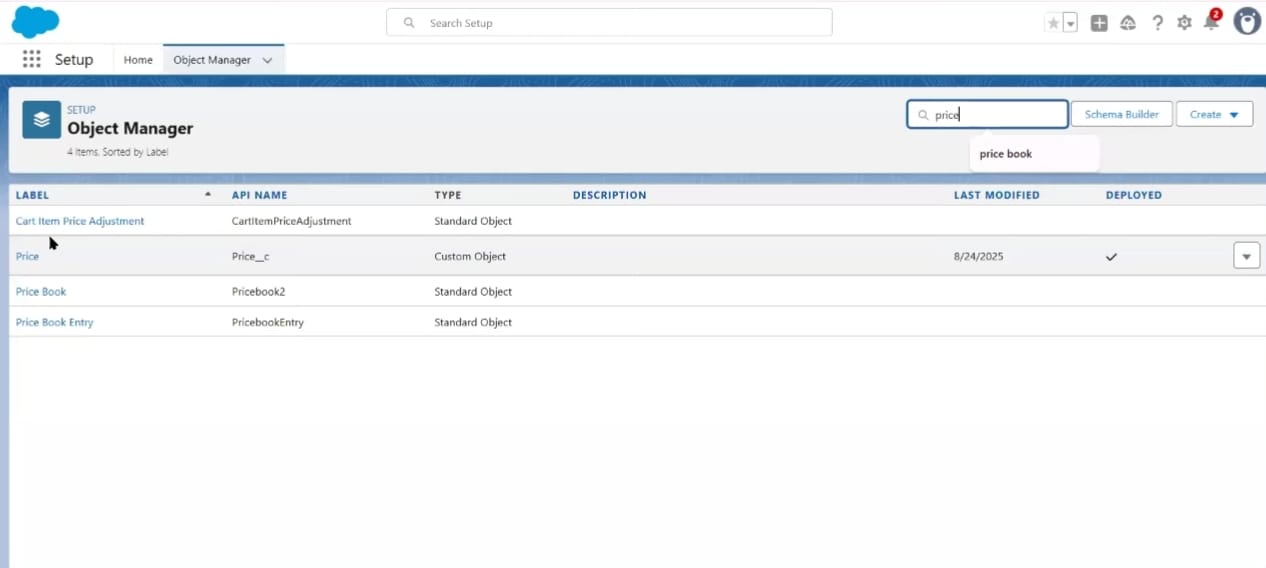 Search Setup
2
Setup Home Object Manager
SETUP
Object Manager
4 Items, Sorted by Label
price
Schema Builder
Create
price book
LABEL API NAME TYPE DESCRIPTION LAST MODIFIED DEPLOYED
Cart Item Price Adjustment CartItemPriceAdjustment Standard Object
Price Price__c Custom Object 8/24/2025
Price Book Pricebook2 Standard Object
Price Book Entry PricebookEntry Standard Object